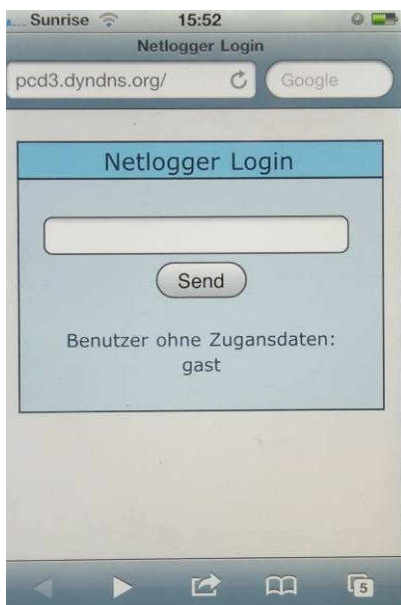 Sunrise 15:52
Netlogger Login
pcd3.dyndns.org/ Google
Netlogger Login
Send
Benutzer ohne Zugansdaten:
gast
5